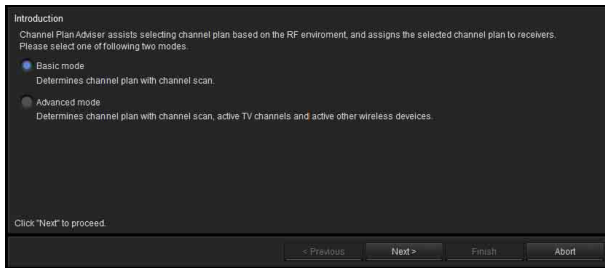 Introduction
Channel Plan Adviser assists selecting channel plan based on the RF enviroment, and assigns the selected channel plan to receivers.
Please select one of following two modes.
Basic mode
Determines channel plan with channel scan.
Advanced mode
Determines channel plan with channel scan, active TV channels and active other wireless deveices.
Click "Next" to proceed.
< Previous Next > Finish Abort